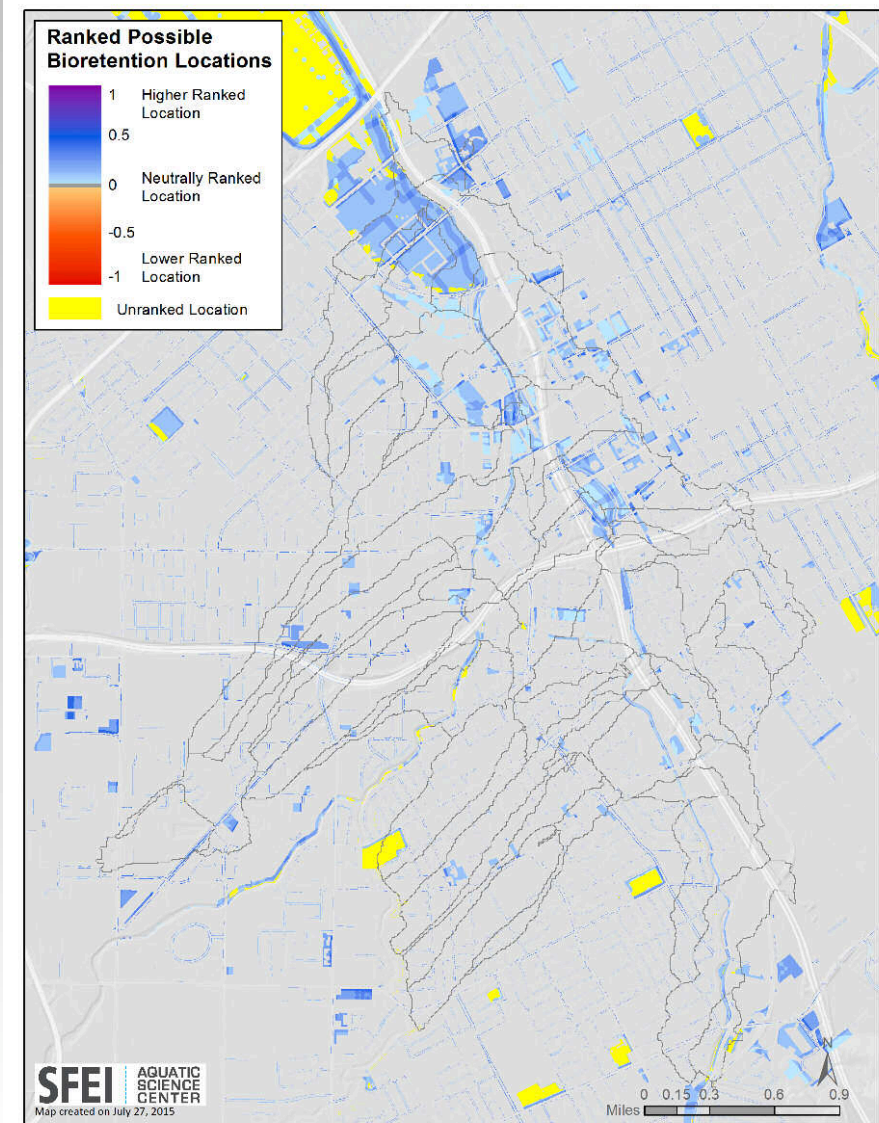 Ranked Possible
Bioretention Locations
1 Higher Ranked
Location
0.5
0 Neutrally Ranked
Location
-0.5
-1 Lower Ranked
Location
Unranked Location
SFEI AQUATIC
SCIENCE
CENTER
Map created on July 27, 2015
N
0 0.15 0.3 0.6 0.9
Miles